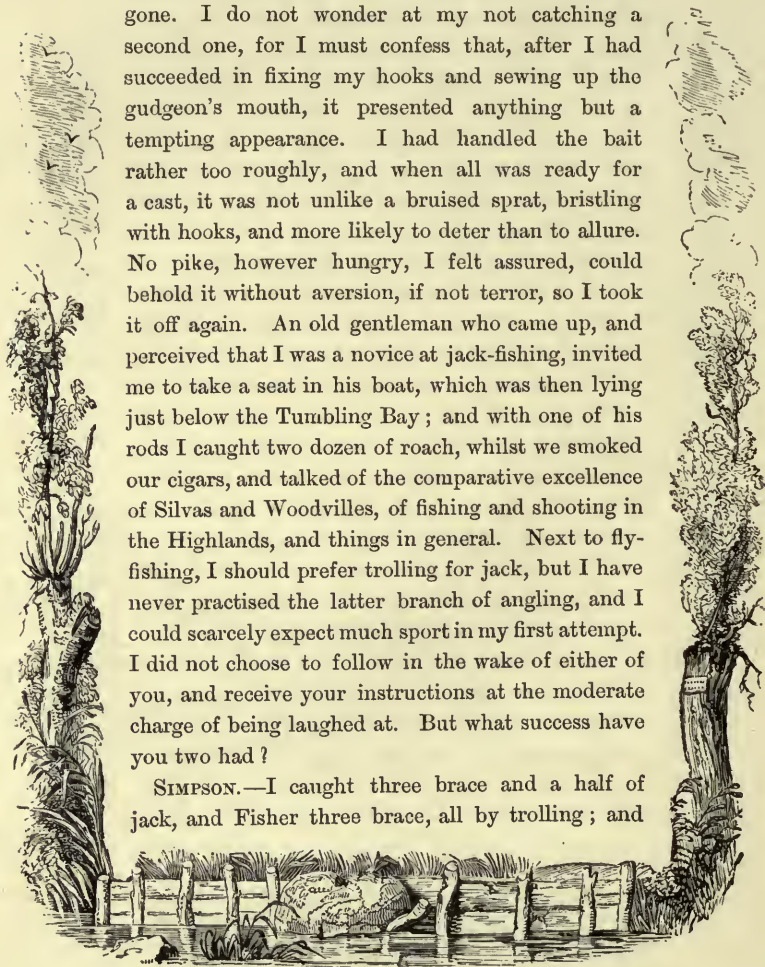 gone. I do not wonder at my not catching a
second one, for I must confess that, after I had
succeeded in fixing my hooks and sewing up the
gudgeon's mouth, it presented anything but a
tempting appearance. I had handled the bait
rather too roughly, and when all was ready for
a cast, it was not unlike a bruised sprat, bristling
with hooks, and more likely to deter than to allure.
No pike, however hungry, I felt assured, could
behold it without aversion, if not terror, so I took
it off again. An old gentleman who came up, and
perceived that I was a novice at jack-fishing, invited
me to take a seat in his boat, which was then lying
just below the Tumbling Bay; and with one of his
rods I caught two dozen of roach, whilst we smoked
our cigars, and talked of the comparative excellence
of Silvas and Woodvilles, of fishing and shooting in
the Highlands, and things in general. Next to fly-
fishing, I should prefer trolling for jack, but I have
never practised the latter branch of angling, and I
could scarcely expect much sport in my first attempt.
I did not choose to follow in the wake of either of
you, and receive your instructions at the moderate
charge of being laughed at. But what success have
you two had?
SIMPSON.—I caught three brace and a half of
jack, and Fisher three brace, all by trolling; and